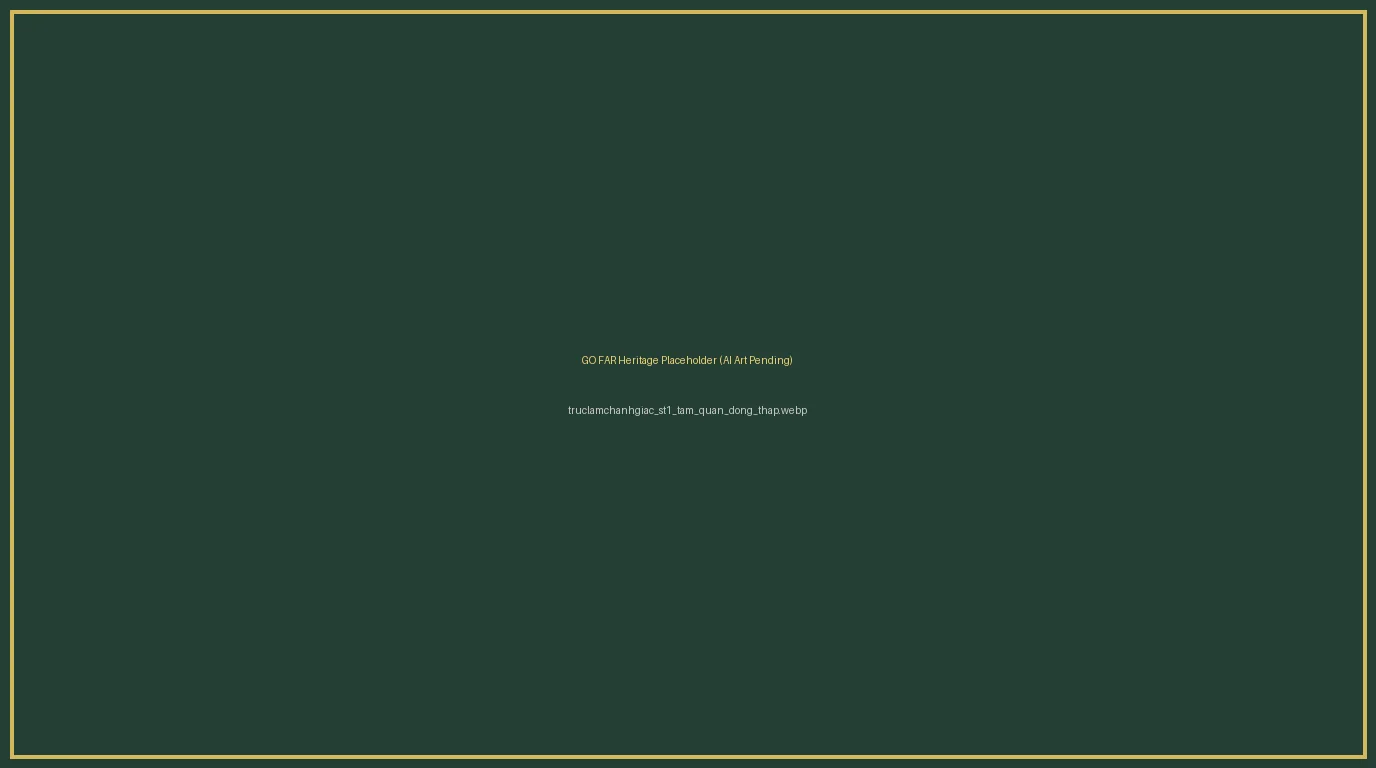 GO FAR Heritage Placeholder (AI Art Pending)
truclamchanhgiac_st1_tam_quan_dong_thap.webp